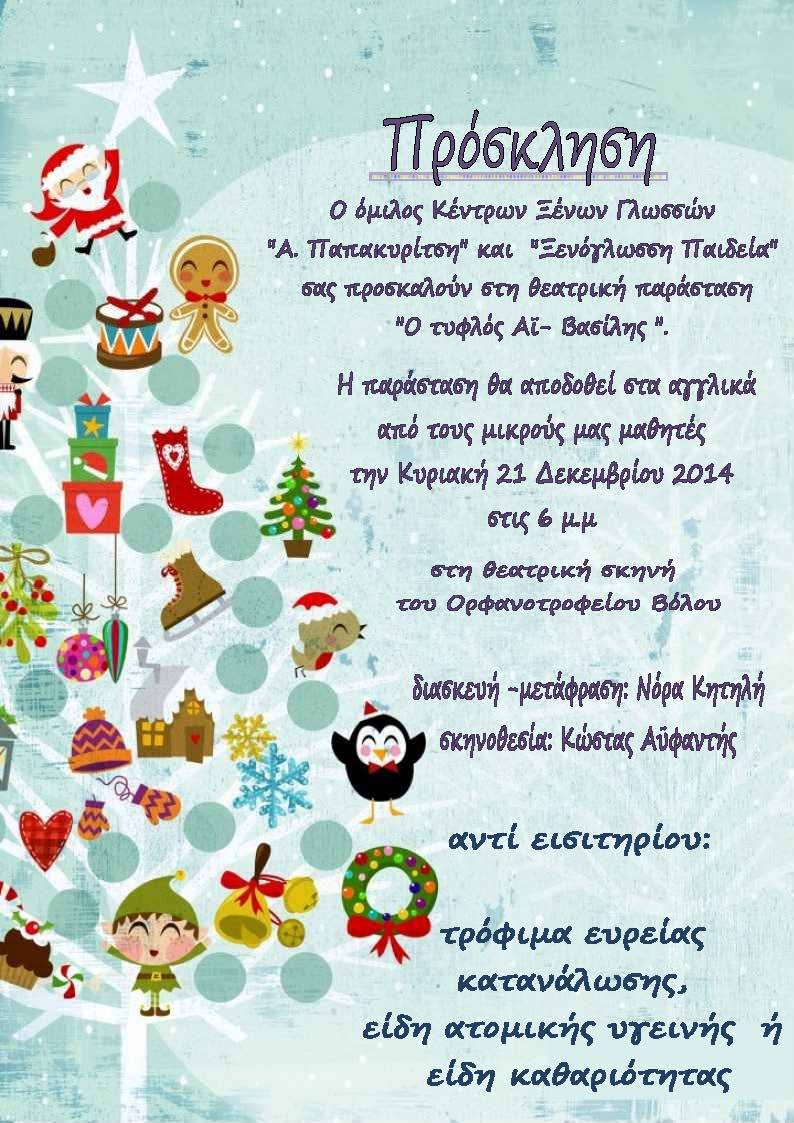 Πρόσκληση
Ο όμιλος Κέντρων Ξένων Γλωσσών
"Α. Παπακυρίτση" και "Ξενόγλωσση Παιδεία"
σας προσκαλούν στη θεατρική παράσταση
"Ο τυφλός Αϊ- Βασίλης ".
Η παράσταση θα αποδοθεί στα αγγλικά
από τους μικρούς μας μαθητές
την Κυριακή 21 Δεκεμβρίου 2014
στις 6 μ.μ
στη θεατρική σκηνή
του Ορφανοτροφείου Βόλου
διασκευή -μετάφραση: Νόρα Κητηλή
σκηνοθεσία: Κώστας Αϋφαντής
αντί εισιτηρίου:
τρόφιμα ευρείας
κατανάλωσης,
είδη ατομικής υγεινής ή
είδη καθαριότητας